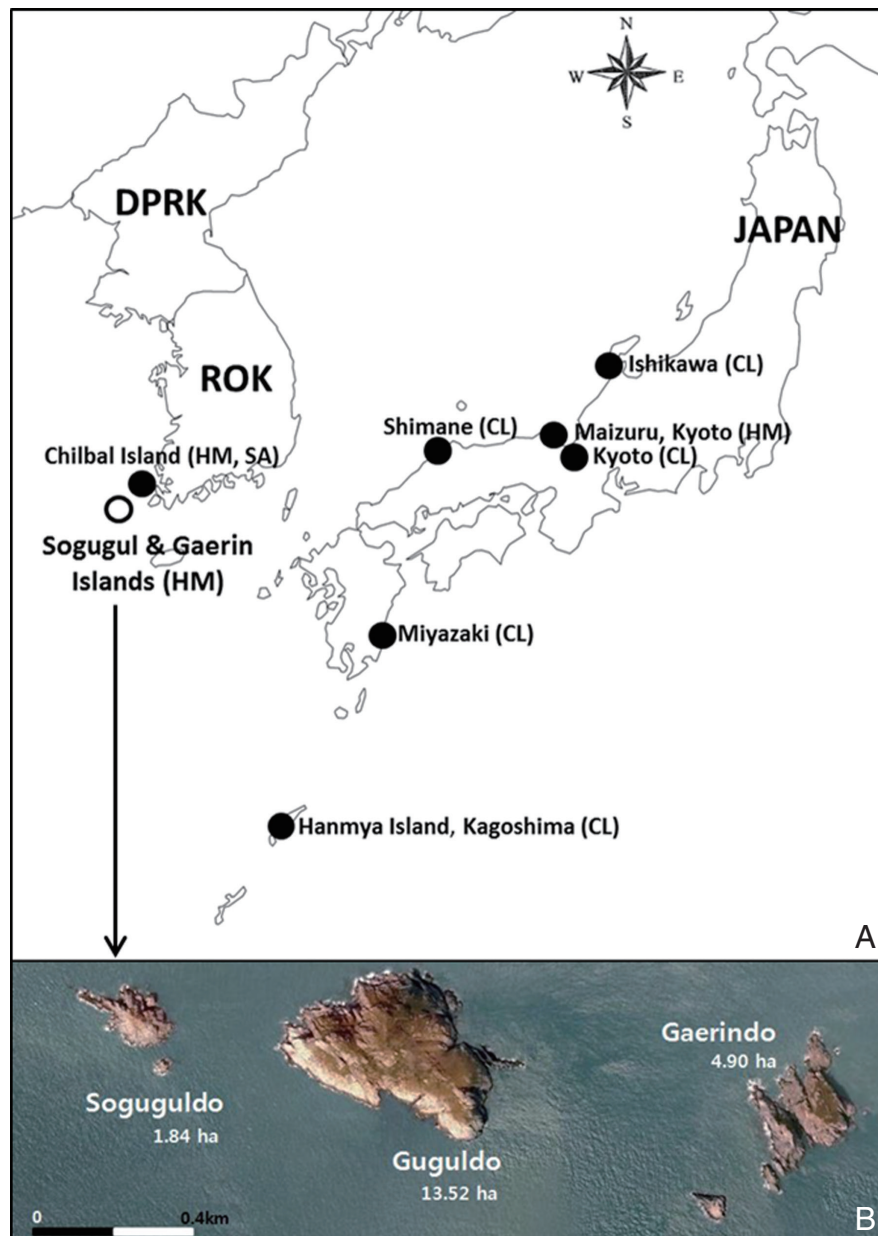 N
W E
S
DPRK
JAPAN
ROK
Ishikawa (CL)
Shimane (CL)
Maizuru, Kyoto (HM)
Kyoto (CL)
Chilbal Island (HM, SA)
Sogugul & Gaerin
Islands (HM)
Miyazaki (CL)
Hanmya Island, Kagoshima (CL)
A
Gaerindo
4.90 ha
Soguguldo
1.84 ha
Guguldo
13.52 ha
0 0.4km
B